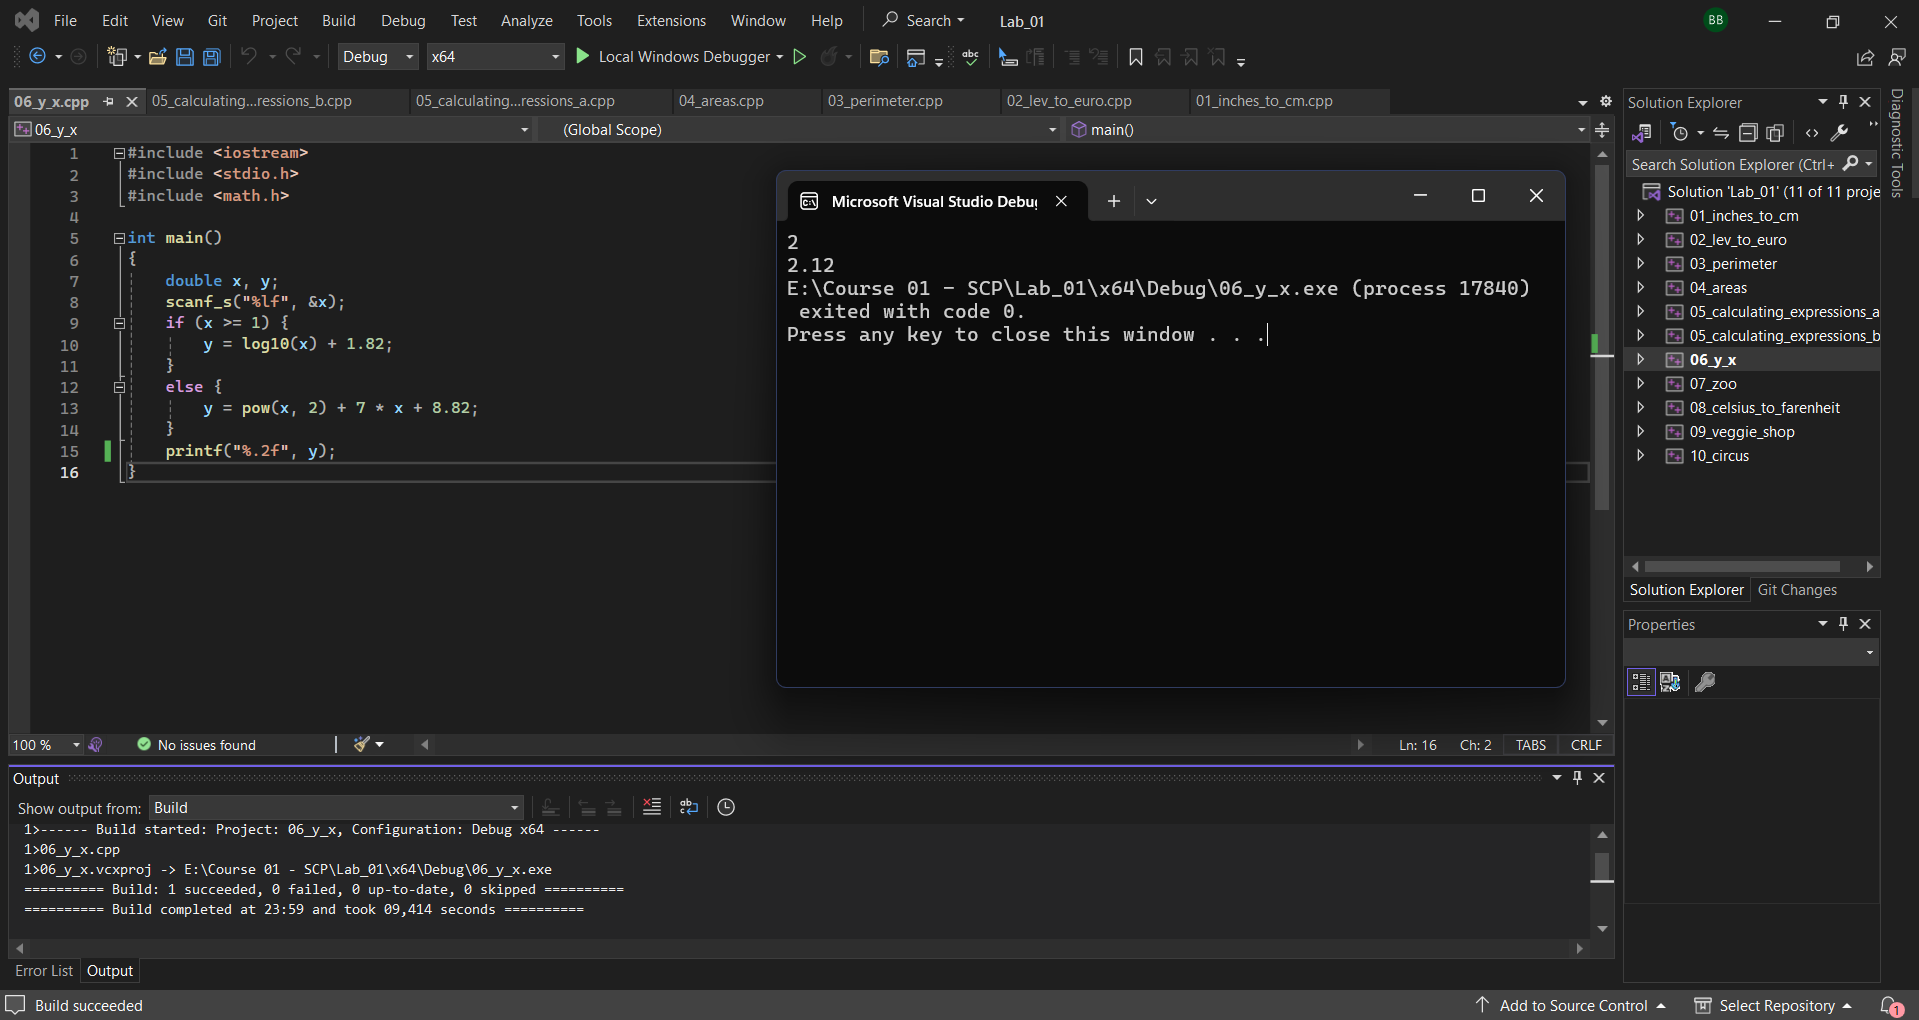 File Edit View Git Project Build Debug Test Analyze Tools Extensions Window Help Search Lab_01 BB
Debug x64 Local Windows Debugger abc
06_y_x.cpp 05_calculating...ressions_b.cpp 05_calculating...ressions_a.cpp 04_areas.cpp 03_perimeter.cpp 02_lev_to_euro.cpp 01_inches_to_cm.cpp
06_y_x (Global Scope) main()
1 #include <iostream>
2 #include <stdio.h>
3 #include <math.h>
4
5 int main()
6 {
7 double x, y;
8 scanf_s("%lf", &x);
9 if (x >= 1) {
10 y = log10(x) + 1.82;
11 }
12 else {
13 y = pow(x, 2) + 7 * x + 8.82;
14 }
15 printf("%.2f", y);
16 }
Microsoft Visual Studio Debu
2
2.12
E:\Course 01 - SCP\Lab_01\x64\Debug\06_y_x.exe (process 17840)
exited with code 0.
Press any key to close this window . . .
100 % No issues found Ln: 16 Ch: 2 TABS CRLF
Output
Show output from: Build
1>------ Build started: Project: 06_y_x, Configuration: Debug x64 ------
1>06_y_x.cpp
1>06_y_x.vcxproj -> E:\Course 01 - SCP\Lab_01\x64\Debug\06_y_x.exe
========== Build: 1 succeeded, 0 failed, 0 up-to-date, 0 skipped ==========
========== Build completed at 23:59 and took 09,414 seconds ==========
Error List Output
Solution Explorer
Search Solution Explorer (Ctrl+
Solution 'Lab_01' (11 of 11 proje
01_inches_to_cm
02_lev_to_euro
03_perimeter
04_areas
05_calculating_expressions_a
05_calculating_expressions_b
06_y_x
07_zoo
08_celsius_to_farenheit
09_veggie_shop
10_circus
Solution Explorer Git Changes
Properties
Diagnostic Tools
Build succeeded Add to Source Control Select Repository 1